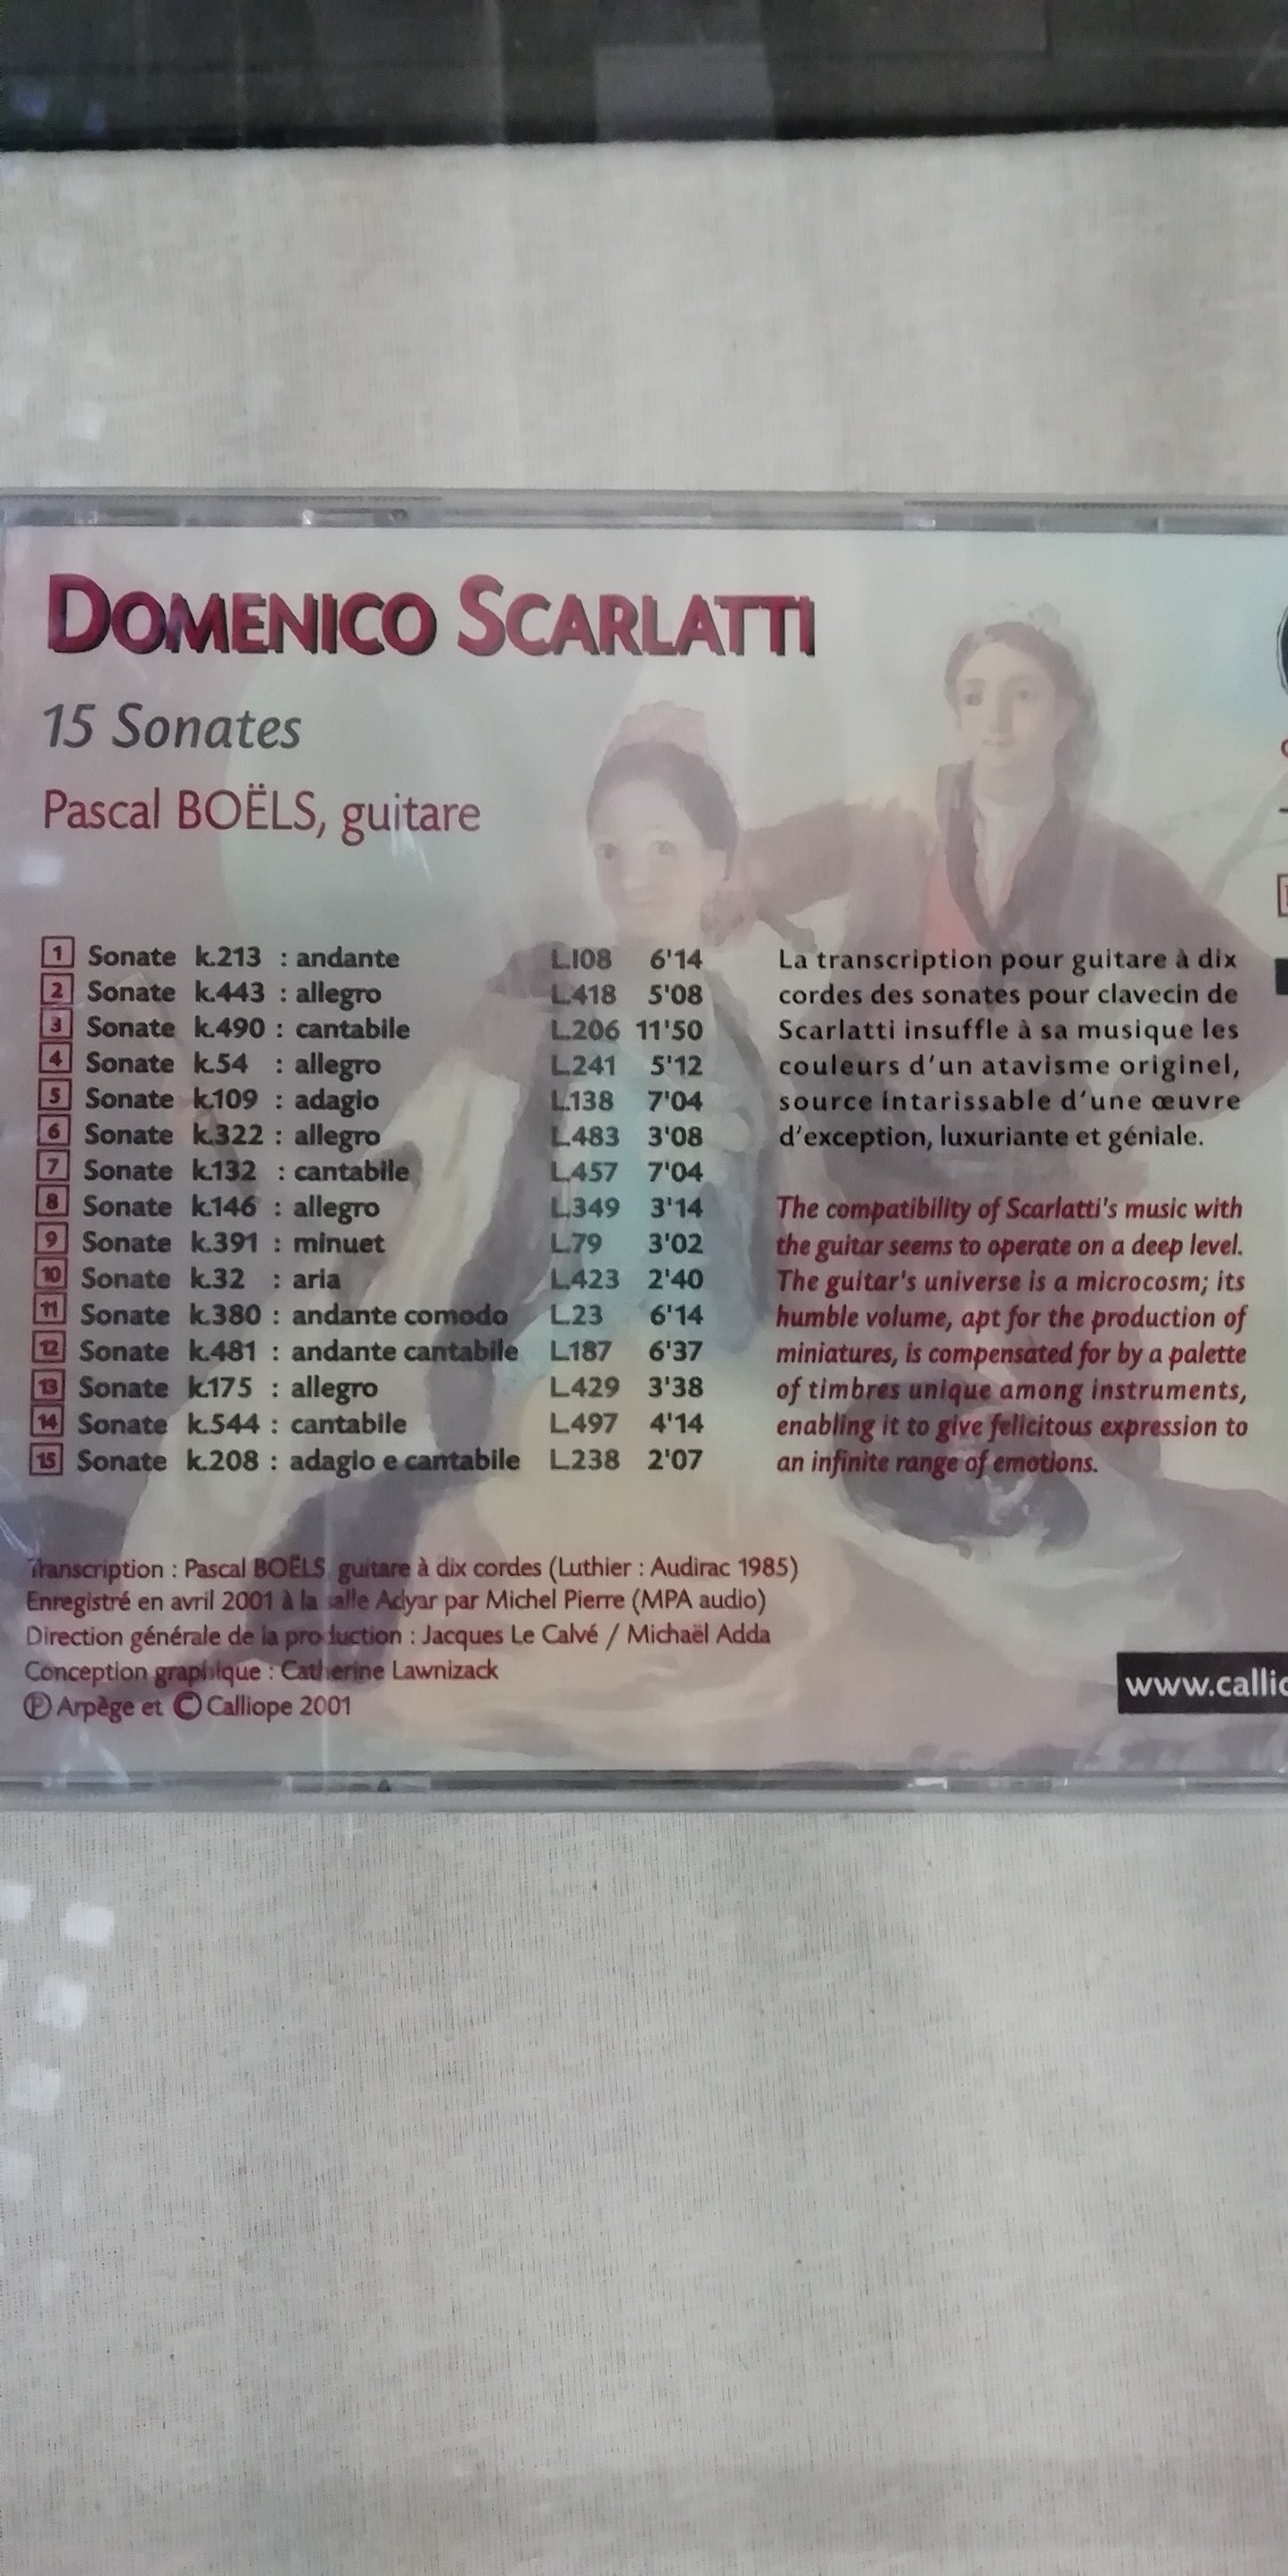 DOMENICO SCARLATTI
15 Sonates
Pascal BOËLS, guitare
1 Sonate k.213 : andante L.108 6'14
2 Sonate k.443 : allegro L.418 5'08
3 Sonate k.490 : cantabile L.206 11'50
4 Sonate k.54 : allegro L.241 5'12
5 Sonate k.109 : adagio L.138 7'04
6 Sonate k.322 : allegro L.483 3'08
7 Sonate k.132 : cantabile L.457 7'04
8 Sonate k.146 : allegro L.349 3'14
9 Sonate k.391 : minuet L.79 3'02
10 Sonate k.32 : aria L.423 2'40
11 Sonate k.380 : andante comodo L.23 6'14
12 Sonate k.481 : andante cantabile L.187 6'37
13 Sonate k.175 : allegro L.429 3'38
14 Sonate k.544 : cantabile L.497 4'14
15 Sonate k.208 : adagio e cantabile L.238 2'07
La transcription pour guitare à dix
cordes des sonates pour clavecin de
Scarlatti insuffle à sa musique les
couleurs d'un atavisme originel,
source intarissable d'une œuvre
d'exception, luxuriante et géniale.
The compatibility of Scarlatti's music with
the guitar seems to operate on a deep level.
The guitar's universe is a microcosm; its
humble volume, apt for the production of
miniatures, is compensated for by a palette
of timbres unique among instruments,
enabling it to give felicitous expression to
an infinite range of emotions.
Transcription : Pascal BOËLS guitare à dix cordes (Luthier : Audirac 1985)
Enregistré en avril 2001 à la salle Adyar par Michel Pierre (MPA audio)
Direction générale de la production : Jacques Le Calvé / Michaël Adda
Conception graphique : Catherine Lawnizack
Ⓟ Arpège et © Calliope 2001
www.callio